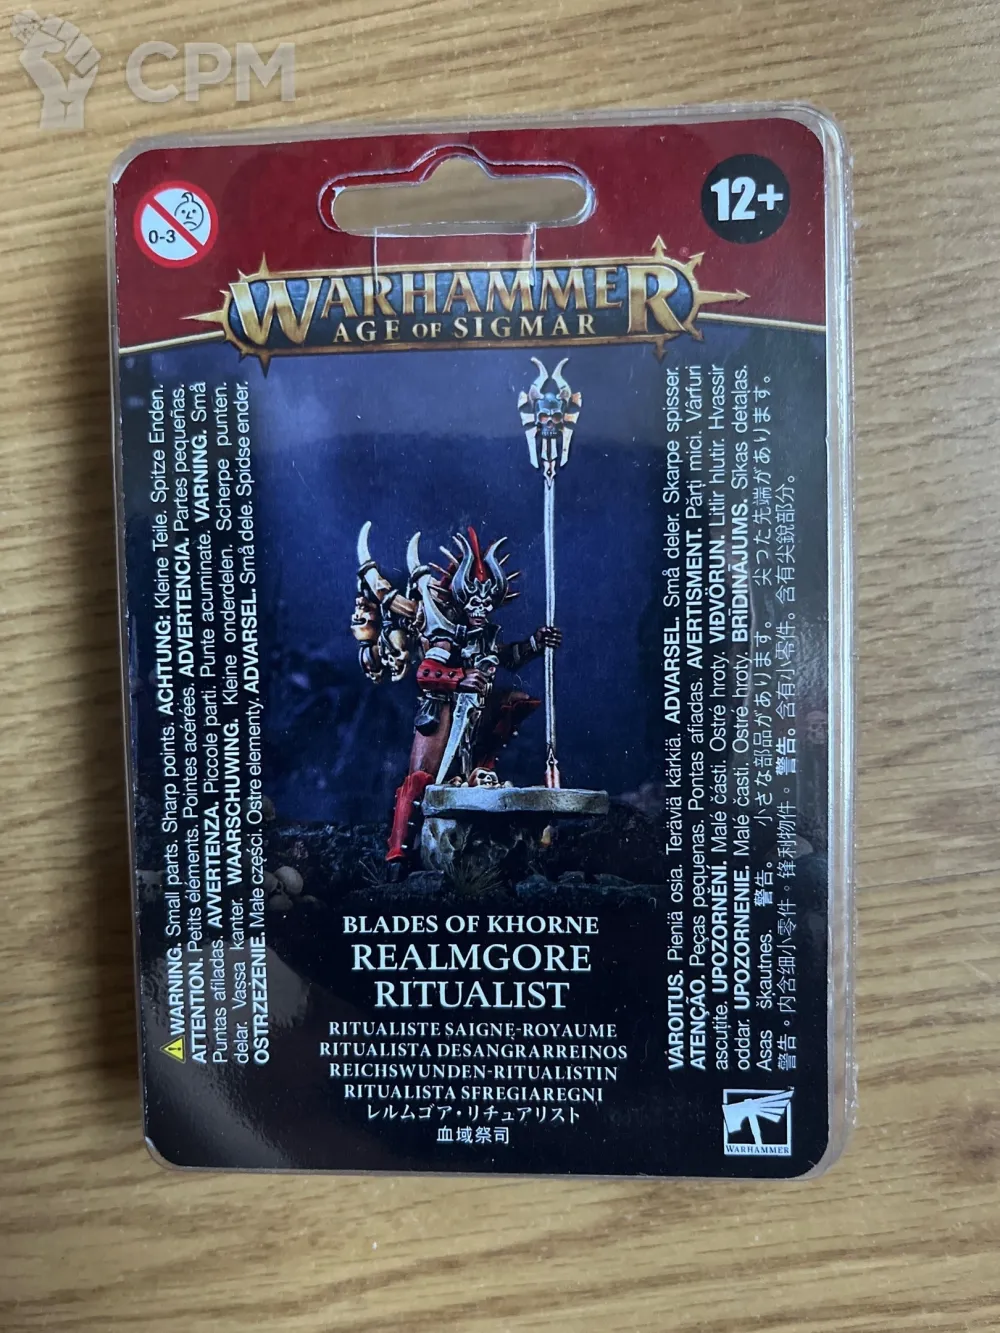 CPM
0-3
12+
WARHAMMER
AGE OF SIGMAR
WARNING. Small parts. Sharp points. ACHTUNG: Kleine Teile. Spitze Enden.
ATTENTION. Petits éléments. Pointes acérées. ADVERTENCIA. Partes pequeñas.
Puntas afiladas. AVVERTENZA. Piccole parti. Punte acuminate. VARNING. Små
delar. Vassa kanter. WAARSCHUWING. Kleine onderdelen. Scherpe punten.
OSTRZEZENIE. Małe części. Ostre elementy. ADVARSEL. Små dele. Spidse ender.
VAROITUS. Pieniä osia. Teräviä kärkiä. ADVARSEL. Små deler. Skarpe spisser.
ATENÇÃO. Peças pequenas. Pontas afiladas. AVERTISMENT. Părți mici. Vârfuri
ascuțite. UPOZORNENÍ. Malé části. Ostré hroty. VIÐVÖRUN. Litlir hlutir. Hvassir
oddar. UPOZORNENIE. Malé časti. Ostré hroty. BRĪDINĀJUMS. Sīkas detaļas.
Asas šķautnes. 警告。 小さな部品があります。 尖った先端があります。
警告。内含细小零件。锋利物件。警告。含有小零件。含有尖銳部分。
BLADES OF KHORNE
REALMGORE
RITUALIST
RITUALISTE SAIGNE-ROYAUME
RITUALISTA DESANGRARREINOS
REICHSWUNDEN-RITUALISTIN
RITUALISTA SFREGIAREGNI
レルムゴア・リチュアリスト
血域祭司
WARHAMMER